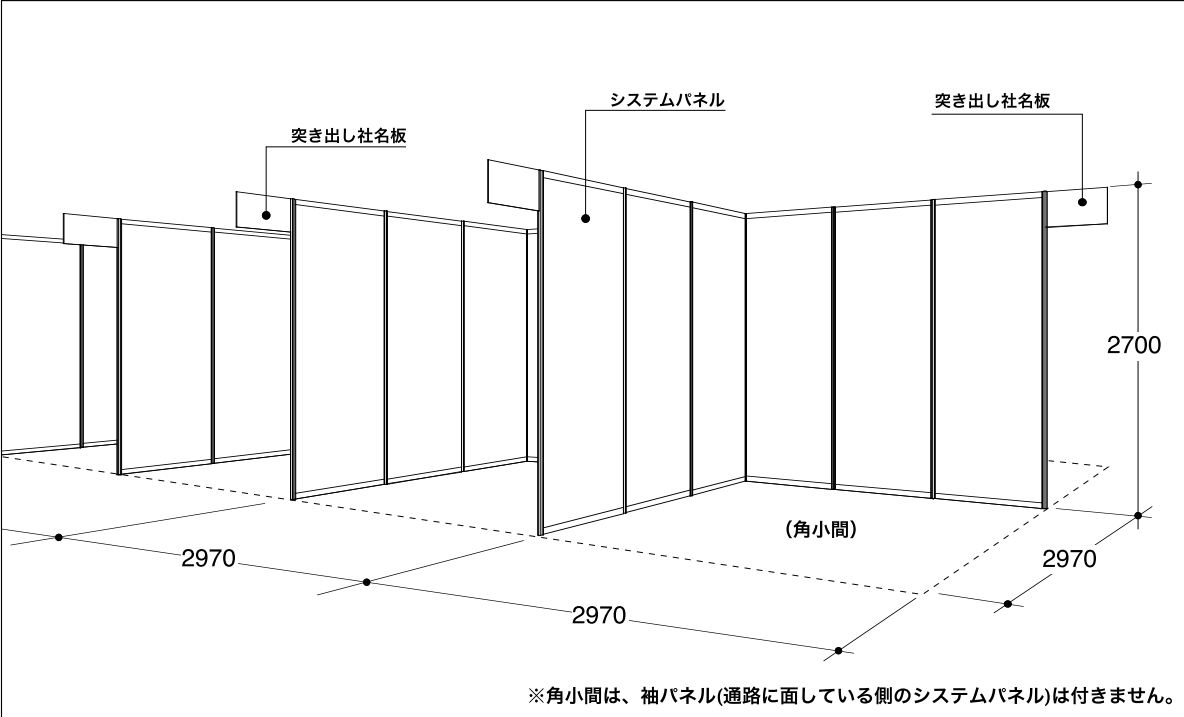 システムパネル
突き出し社名板
突き出し社名板
2700
(角小間)
2970
2970
2970
※角小間は、袖パネル(通路に面している側のシステムパネル)は付きません。